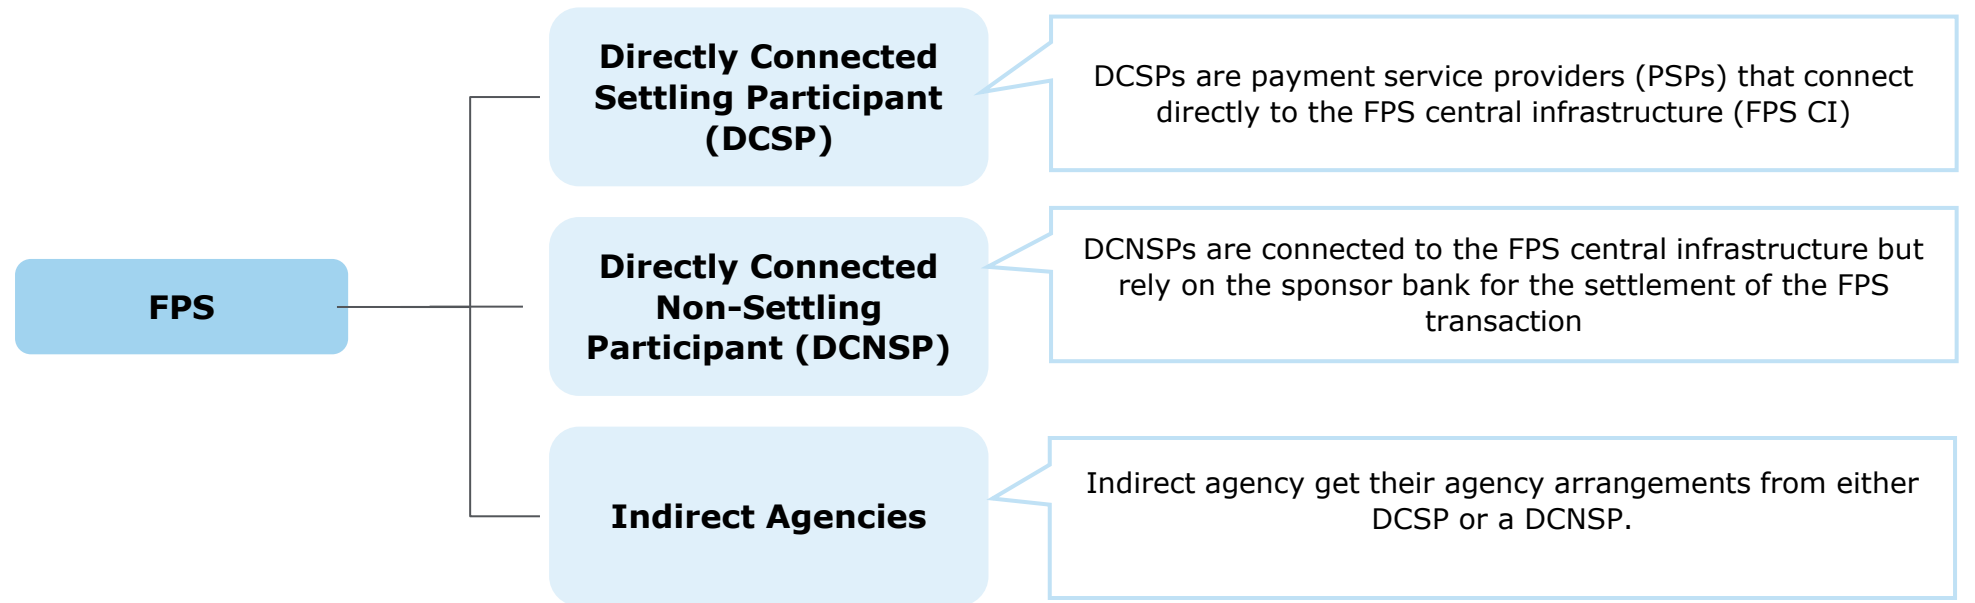 FPS
Directly Connected
Settling Participant
(DCSP)
DCSPs are payment service providers (PSPs) that connect
directly to the FPS central infrastructure (FPS CI)
Directly Connected
Non-Settling
Participant (DCNSP)
DCNSPs are connected to the FPS central infrastructure but
rely on the sponsor bank for the settlement of the FPS
transaction
Indirect Agencies
Indirect agency get their agency arrangements from either
DCSP or a DCNSP.